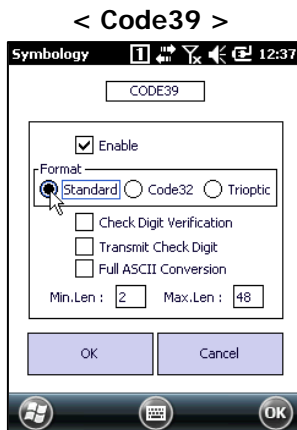 < Code39 >
Symbology 1 12:37
CODE39
Enable
Format
Standard Code32 Trioptic
Check Digit Verification
Transmit Check Digit
Full ASCII Conversion
Min.Len : 2 Max.Len : 48
OK Cancel
OK